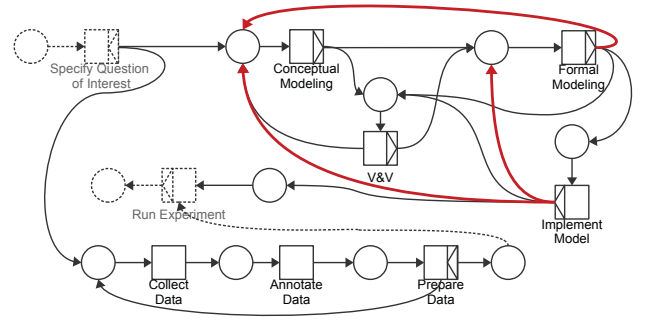 Specify Question
of Interest
Conceptual
Modeling
Formal
Modeling
V&V
Run Experiment
Implement
Model
Collect
Data
Annotate
Data
Prepare
Data